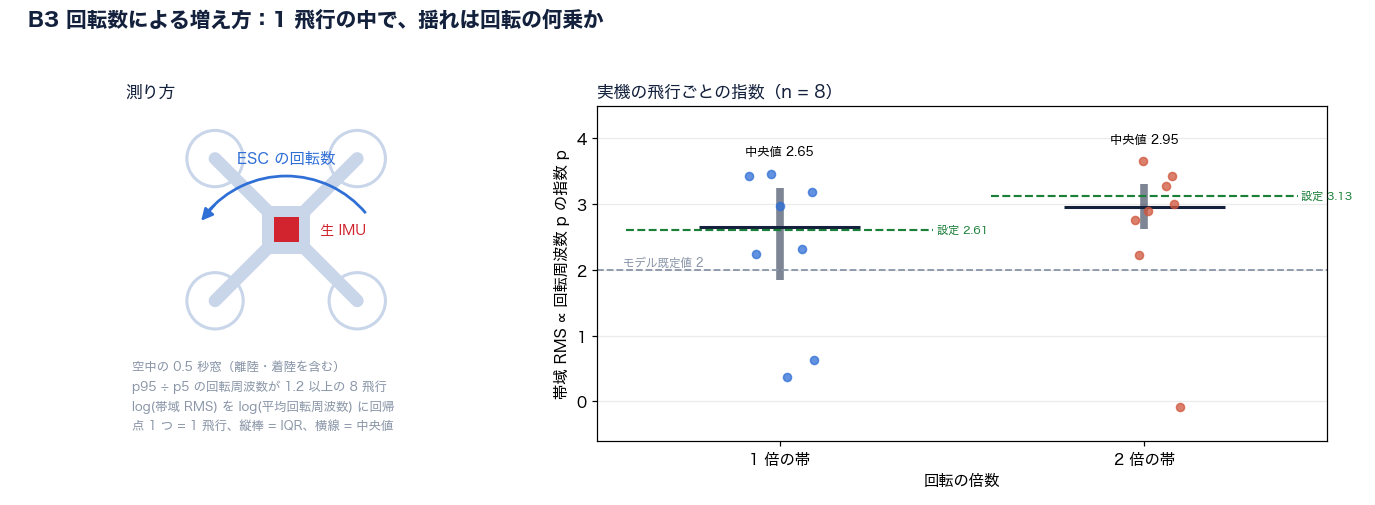 B3 回転数による増え方：1 飛行の中で、揺れは回転の何乗か
測り方
ESC の回転数
生 IMU
空中の 0.5 秒窓（離陸・着陸を含む）
p95 ÷ p5 の回転周波数が 1.2 以上の 8 飛行
log(帯域 RMS) を log(平均回転周波数) に回帰
点 1 つ = 1 飛行、縦棒 = IQR、横線 = 中央値
実機の飛行ごとの指数（n = 8）
帯域 RMS ∝ 回転周波数 p の指数 p
4
3
2
1
0
中央値 2.65
中央値 2.95
設定 3.13
設定 2.61
モデル既定値 2
1 倍の帯
2 倍の帯
回転の倍数